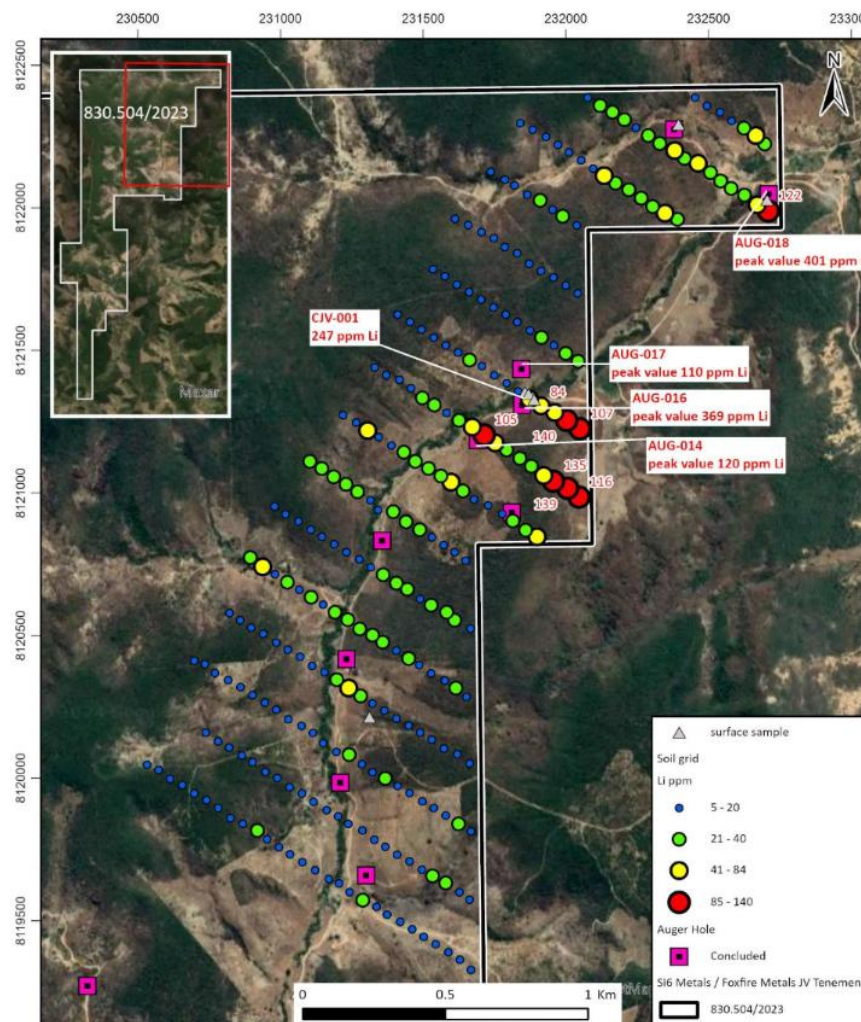 230500 231000 231500 232000 232500 23300
8122500
8122000
8121500
8121000
8120500
8120000
8119500
830.504/2023
Maxar
N
122
AUG-018
peak value 401 ppm
CJV-001
247 ppm Li
AUG-017
peak value 110 ppm Li
84
AUG-016
peak value 369 ppm Li
105
107
140
AUG-014
peak value 120 ppm Li
135
116
139
surface sample
Soil grid
Li ppm
5 - 20
21 - 40
41 - 84
85 - 140
Auger Hole
Concluded
SI6 Metals / Foxfire Metals JV Tenemen
830.504/2023
0 0.5 1 Km